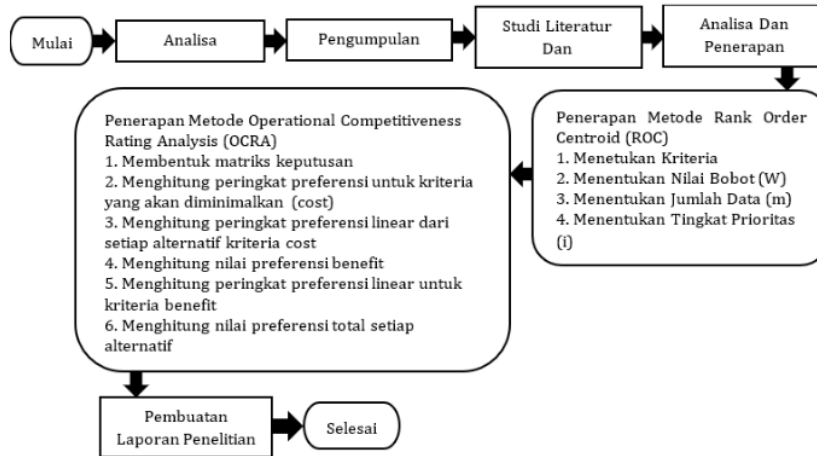 Mulai
Analisa
Pengumpulan
Studi Literatur
Dan
Analisa Dan
Penerapan
Penerapan Metode Rank Order
Centroid (ROC)
1. Menetukan Kriteria
2. Menentukan Nilai Bobot (W)
3. Menentukan Jumlah Data (m)
4. Menentukan Tingkat Prioritas
(i)
Penerapan Metode Operational Competitiveness
Rating Analysis (OCRA)
1. Membentuk matriks keputusan
2. Menghitung peringkat preferensi untuk kriteria
yang akan diminimalkan (cost)
3. Menghitung peringkat preferensi linear dari
setiap alternatif kriteria cost
4. Menghitung nilai preferensi benefit
5. Menghitung peringkat preferensi linear untuk
kriteria benefit
6. Menghitung nilai preferensi total setiap
alternatif
Pembuatan
Laporan Penelitian
Selesai